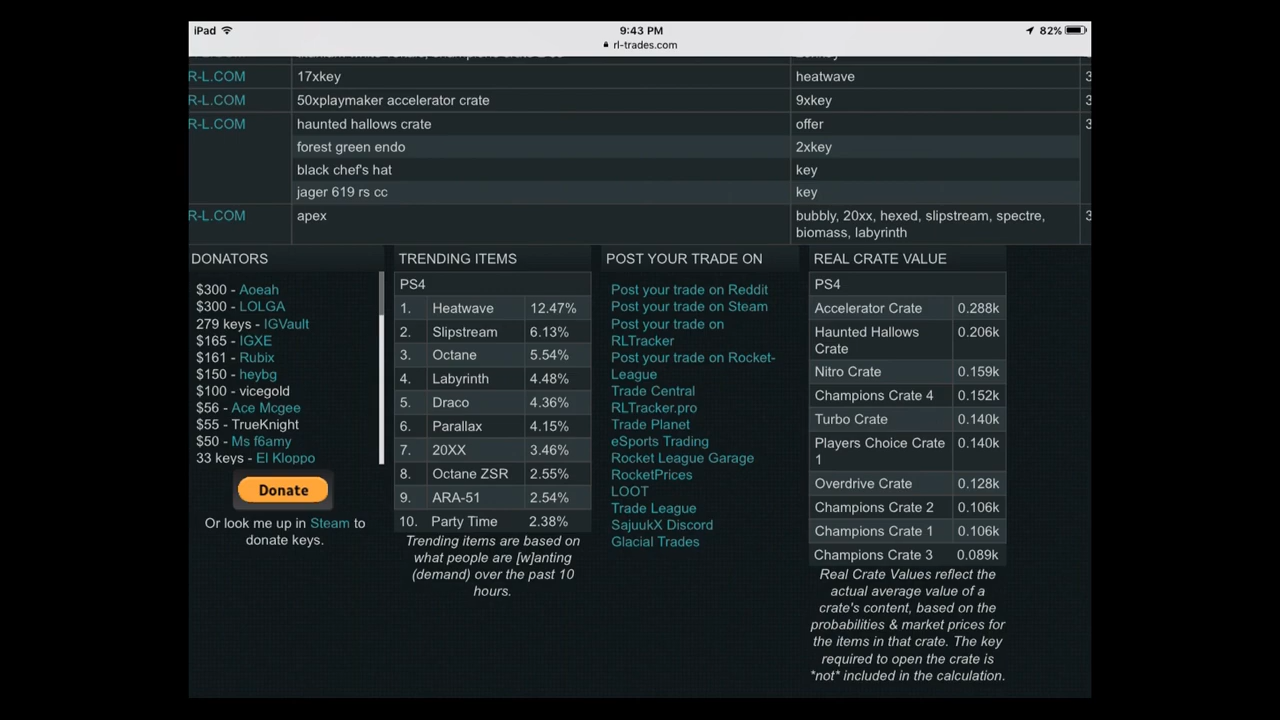 iPad
9:43 PM
82%
rl-trades.com
R-L.COM 17xkey heatwave 3
R-L.COM 50xplaymaker accelerator crate 9xkey 3
R-L.COM haunted hallows crate offer 3
forest green endo 2xkey
black chef's hat key
jager 619 rs cc key
R-L.COM apex bubbly, 20xx, hexed, slipstream, spectre, 3
biomass, labyrinth
DONATORS
$300 - Aoeah
$300 - LOLGA
279 keys - IGVault
$165 - IGXE
$161 - Rubix
$150 - heybg
$100 - vicegold
$56 - Ace Mcgee
$55 - TrueKnight
$50 - Ms f6amy
33 keys - El Kloppo
Donate
Or look me up in Steam to
donate keys.
TRENDING ITEMS
PS4
1. Heatwave 12.47%
2. Slipstream 6.13%
3. Octane 5.54%
4. Labyrinth 4.48%
5. Draco 4.36%
6. Parallax 4.15%
7. 20XX 3.46%
8. Octane ZSR 2.55%
9. ARA-51 2.54%
10. Party Time 2.38%
Trending items are based on
what people are [w]anting
(demand) over the past 10
hours.
POST YOUR TRADE ON
Post your trade on Reddit
Post your trade on Steam
Post your trade on
RLTracker
Post your trade on Rocket-
League
Trade Central
RLTracker.pro
Trade Planet
eSports Trading
Rocket League Garage
RocketPrices
LOOT
Trade League
SajuukX Discord
Glacial Trades
REAL CRATE VALUE
PS4
Accelerator Crate 0.288k
Haunted Hallows 0.206k
Crate
Nitro Crate 0.159k
Champions Crate 4 0.152k
Turbo Crate 0.140k
Players Choice Crate 0.140k
1
Overdrive Crate 0.128k
Champions Crate 2 0.106k
Champions Crate 1 0.106k
Champions Crate 3 0.089k
Real Crate Values reflect the
actual average value of a
crate's content, based on the
probabilities & market prices for
the items in that crate. The key
required to open the crate is
*not* included in the calculation.